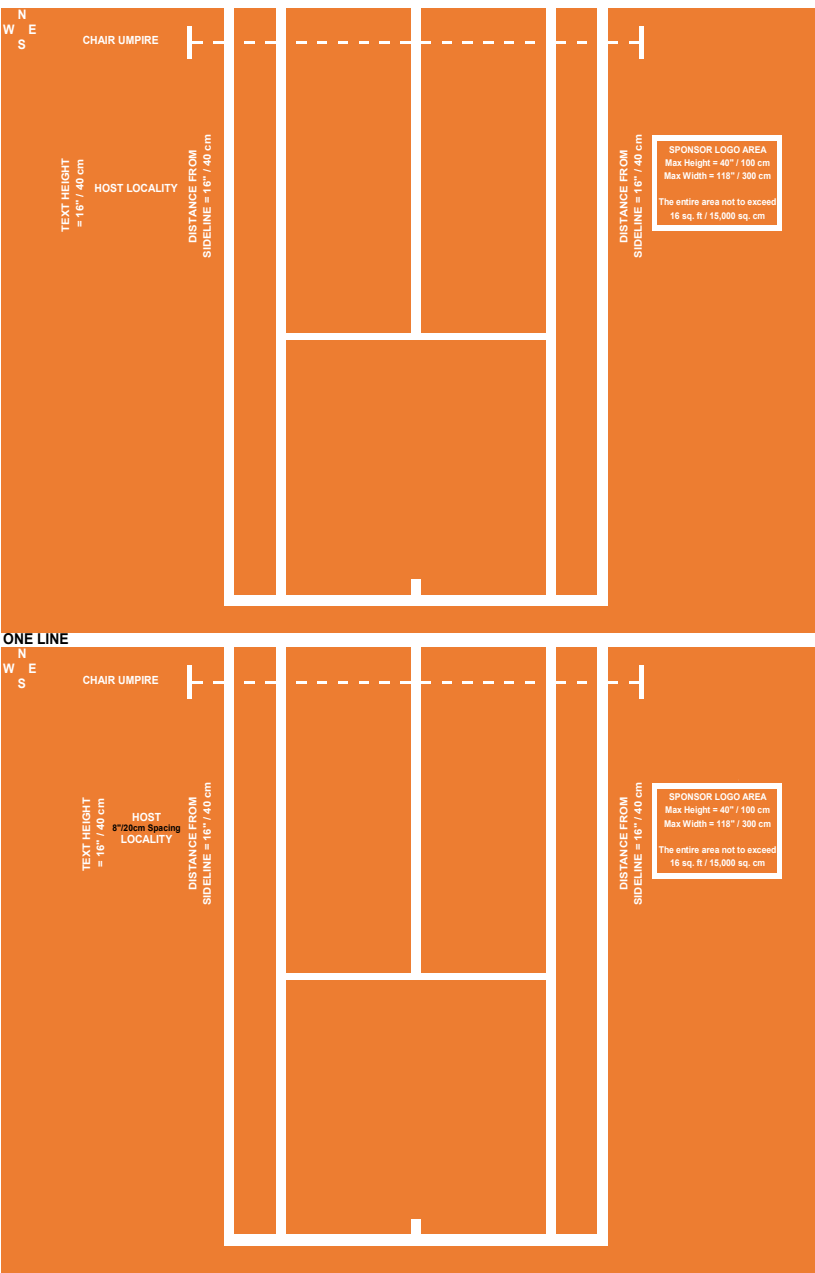 N
W E
S
CHAIR UMPIRE
TEXT HEIGHT
= 16" / 40 cm
HOST LOCALITY
DISTANCE FROM
SIDELINE = 16" / 40 cm
DISTANCE FROM
SIDELINE = 16" / 40 cm
SPONSOR LOGO AREA
Max Height = 40" / 100 cm
Max Width = 118" / 300 cm
The entire area not to exceed
16 sq. ft / 15,000 sq. cm
ONE LINE
N
W E
S
CHAIR UMPIRE
TEXT HEIGHT
= 16" / 40 cm
HOST
8"/20cm Spacing
LOCALITY
DISTANCE FROM
SIDELINE = 16" / 40 cm
DISTANCE FROM
SIDELINE = 16" / 40 cm
SPONSOR LOGO AREA
Max Height = 40" / 100 cm
Max Width = 118" / 300 cm
The entire area not to exceed
16 sq. ft / 15,000 sq. cm